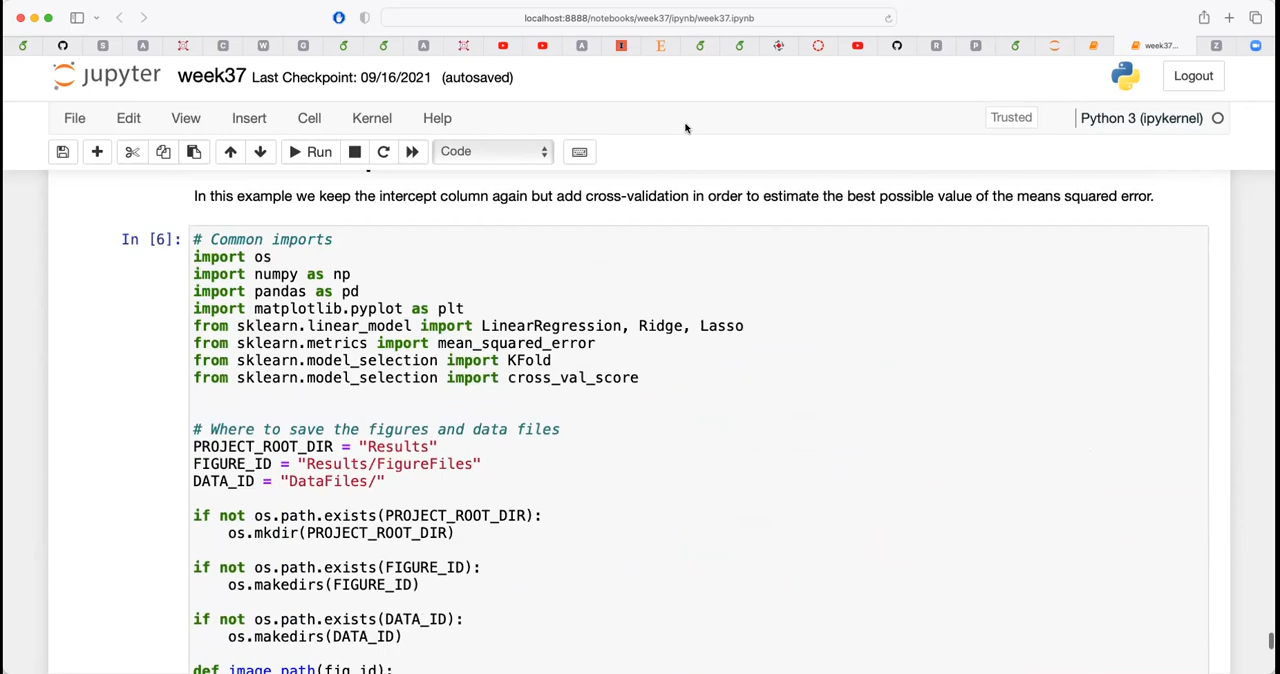 localhost:8888/notebooks/week37/ipynb/week37.ipynb
S A C W G A A I E R P week37... Z
jupyter week37 Last Checkpoint: 09/16/2021 (autosaved)
Logout
File Edit View Insert Cell Kernel Help Trusted Python 3 (ipykernel)
Run Code
In this example we keep the intercept column again but add cross-validation in order to estimate the best possible value of the means squared error.
In [6]: # Common imports
import os
import numpy as np
import pandas as pd
import matplotlib.pyplot as plt
from sklearn.linear_model import LinearRegression, Ridge, Lasso
from sklearn.metrics import mean_squared_error
from sklearn.model_selection import KFold
from sklearn.model_selection import cross_val_score
# Where to save the figures and data files
PROJECT_ROOT_DIR = "Results"
FIGURE_ID = "Results/FigureFiles"
DATA_ID = "DataFiles/"
if not os.path.exists(PROJECT_ROOT_DIR):
os.mkdir(PROJECT_ROOT_DIR)
if not os.path.exists(FIGURE_ID):
os.makedirs(FIGURE_ID)
if not os.path.exists(DATA_ID):
os.makedirs(DATA_ID)
def image_path(fig_id):